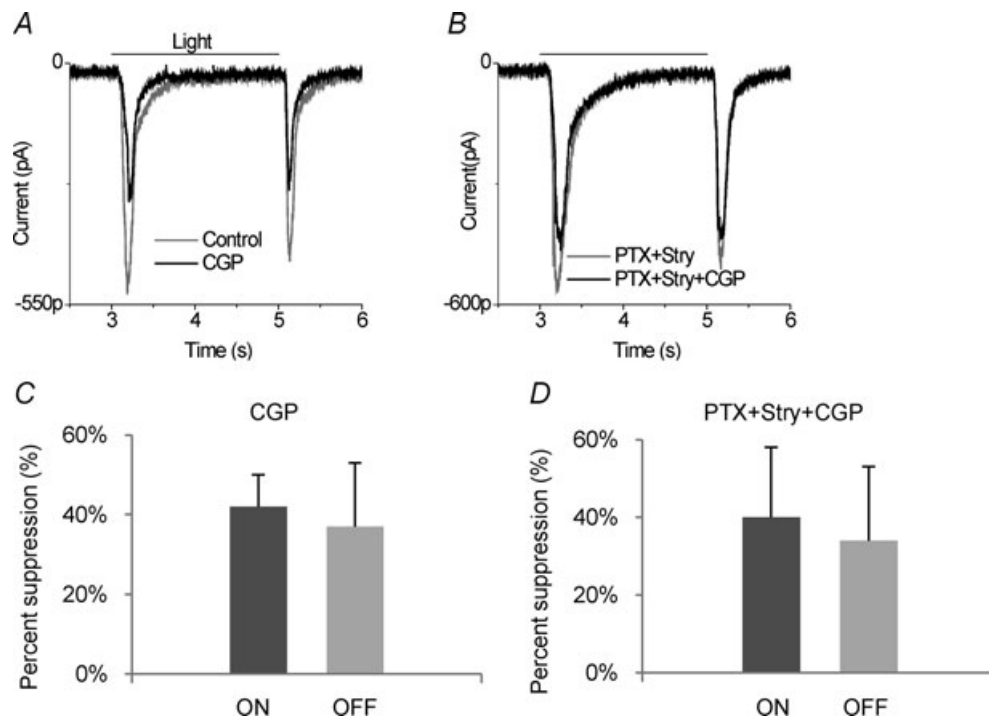 A
Light
0
Current (pA)
Control
CGP
-550p
3
4
5
6
Time (s)
B
0
Current(pA)
PTX+Stry
PTX+Stry+CGP
-600p
3
4
5
6
Time (s)
C
CGP
Percent suppression (%)
60%
40%
20%
0%
ON
OFF
D
PTX+Stry+CGP
Percent suppression (%)
60%
40%
20%
0%
ON
OFF